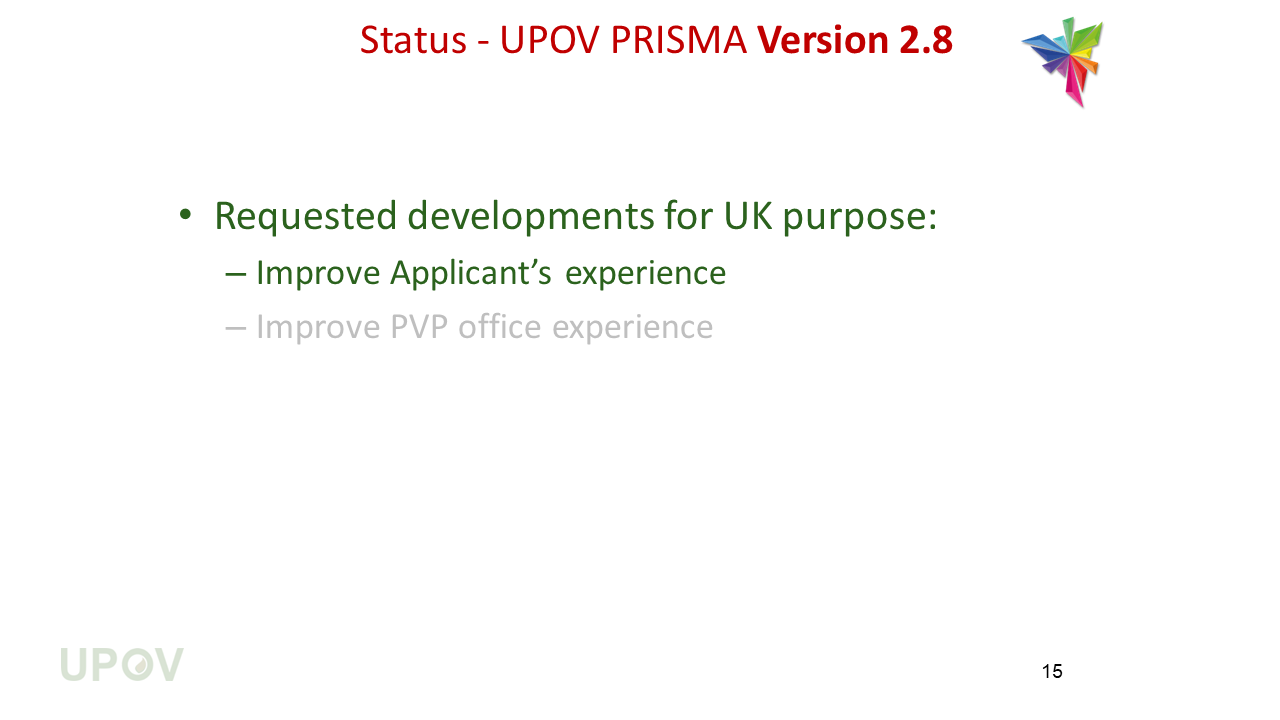 Status - UPOV PRISMA Version 2.8
• Requested developments for UK purpose:
– Improve Applicant’s experience
– Improve PVP office experience
UPOV
15